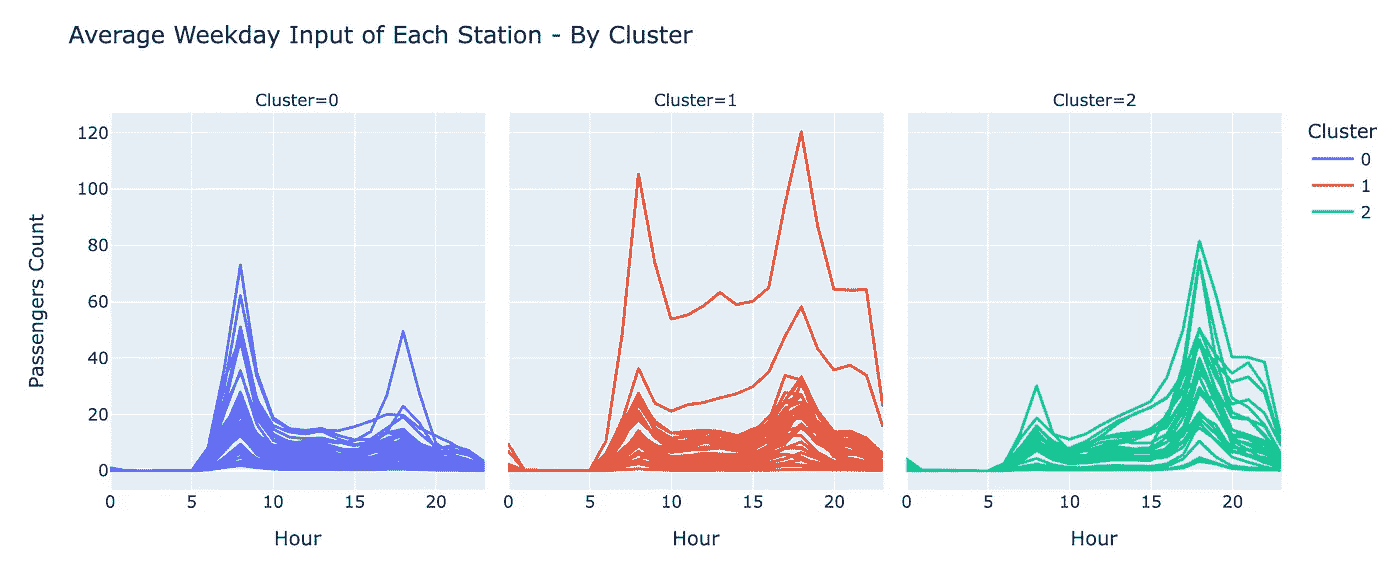 Average Weekday Input of Each Station - By Cluster
Cluster=0 Cluster=1 Cluster=2
Cluster
0
1
2
Passengers Count
120
100
80
60
40
20
0
0 5 10 15 20 0 5 10 15 20 0 5 10 15 20
Hour Hour Hour